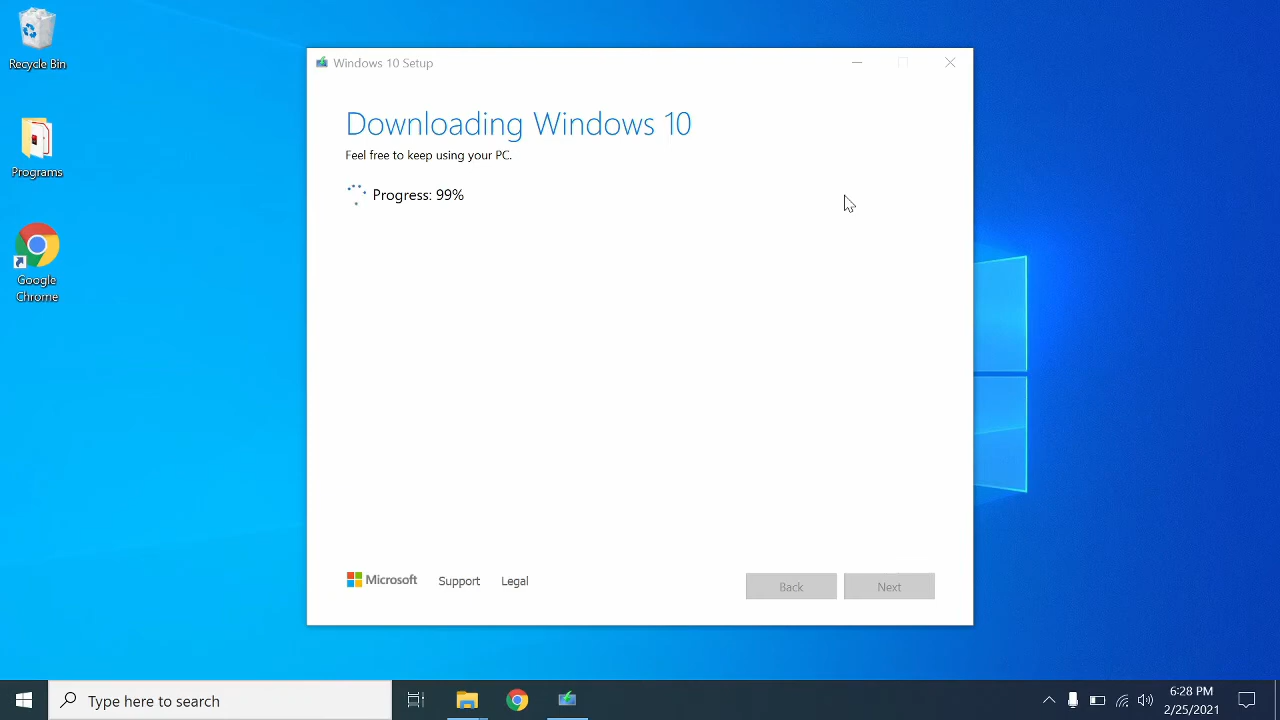 Recycle Bin
Programs
Google
Chrome
Windows 10 Setup
Downloading Windows 10
Feel free to keep using your PC.
Progress: 99%
Microsoft Support Legal
Back Next
Type here to search
6:28 PM
2/25/2021